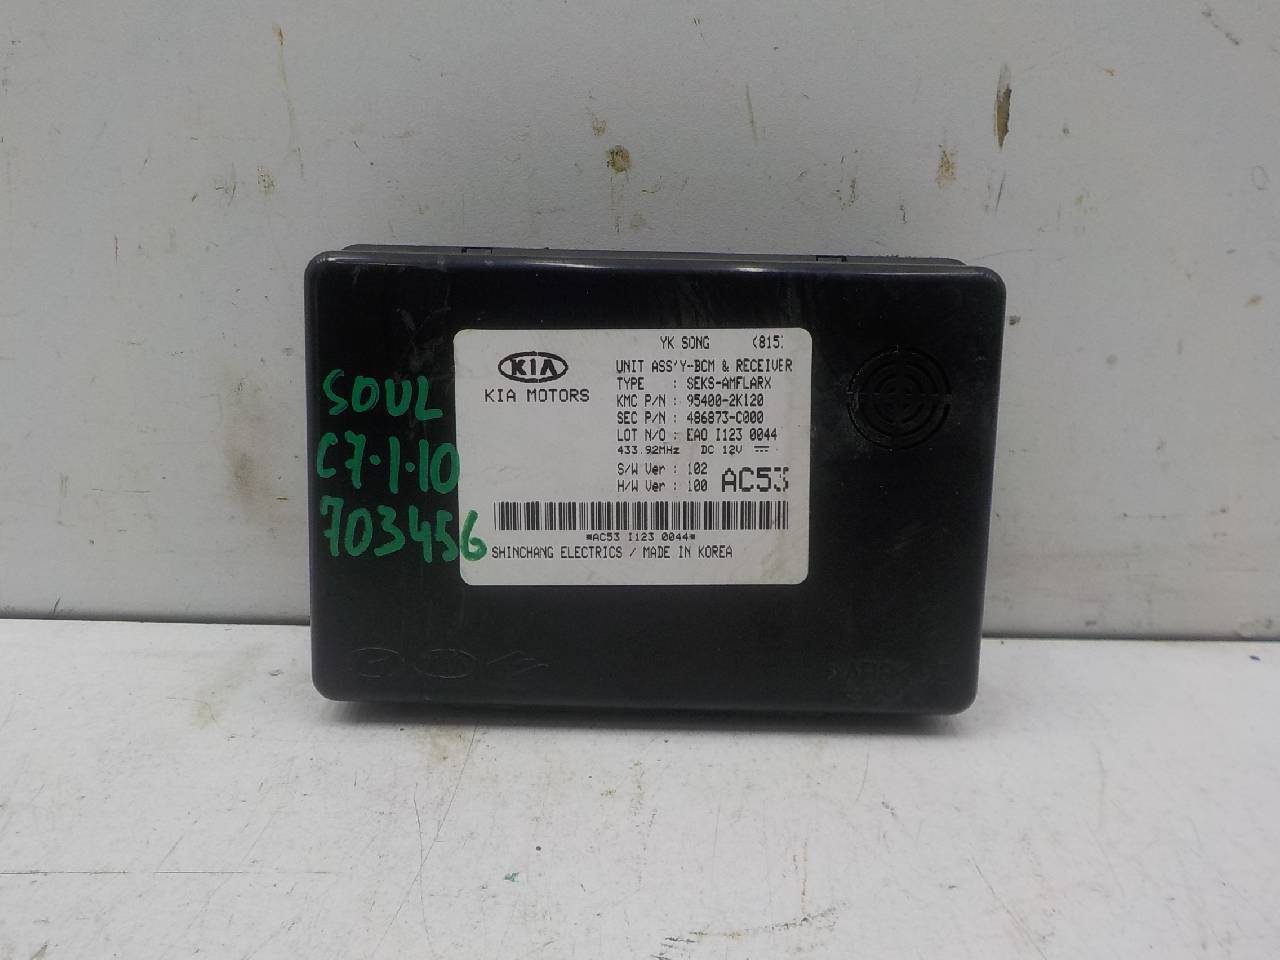 SOUL
C7-1-10
703456
YK SONG (815)
KIA
KIA MOTORS
UNIT ASS'Y-BCM & RECEIVER
TYPE : SEKS-AMFLARX
KMC P/N : 95400-2K120
SEC P/N : 486873-C000
LOT N/O : EAO I123 0044
433.92MHz DC 12V
S/W Ver : 102
H/W Ver : 100 AC53
*AC53 I123 0044*
SHINCHANG ELECTRICS / MADE IN KOREA